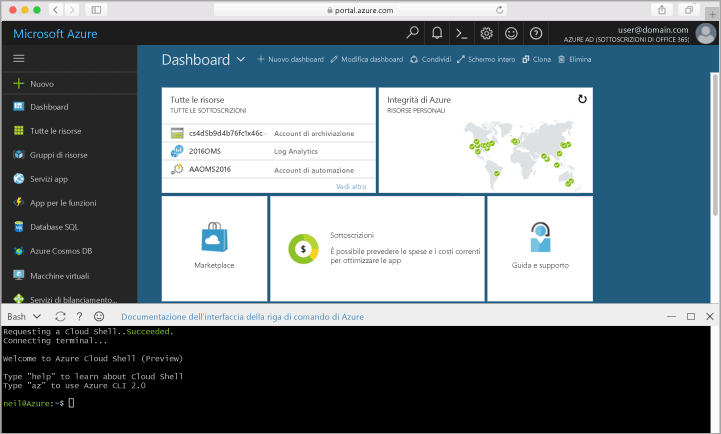 portal.azure.com
Microsoft Azure
user@domain.com
AZURE AD (SOTTOSCRIZIONI DI OFFICE 365)
Nuovo
Dashboard
Tutte le risorse
Gruppi di risorse
Servizi app
App per le funzioni
Database SQL
Azure Cosmos DB
Macchine virtuali
Servizi di bilanciamento...
Dashboard
Nuovo dashboard
Modifica dashboard
Condividi
Schermo intero
Clona
Elimina
Tutte le risorse
TUTTE LE SOTTOSCRIZIONI
cs4d5b9d4b76fc1x46c... Account di archiviazione
2016OMS Log Analytics
AAOMS2016 Account di automazione
Vedi altro
Integrità di Azure
RISORSE PERSONALI
Marketplace
Sottoscrizioni
È possibile prevedere le spese e i costi correnti
per ottimizzare le app
Guida e supporto
Bash
Documentazione dell'interfaccia della riga di comando di Azure
Requesting a Cloud Shell..Succeeded.
Connecting terminal...
Welcome to Azure Cloud Shell (Preview)
Type "help" to learn about Cloud Shell
Type "az" to use Azure CLI 2.0
neil@Azure:~$